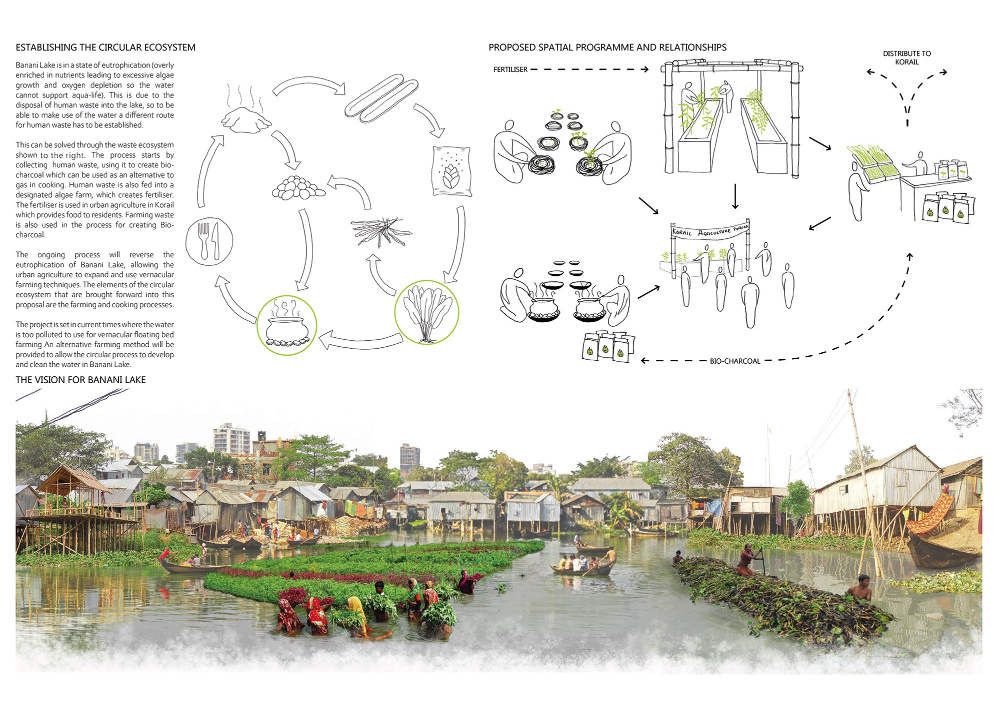 ESTABLISHING THE CIRCULAR ECOSYSTEM
Banani Lake is in a state of eutrophication (overly
enriched in nutrients leading to excessive algae
growth and oxygen depletion so the water
cannot support aqua-life). This is due to the
disposal of human waste into the lake, so to be
able to make use of the water a different route
for human waste has to be established.
This can be solved through the waste ecosystem
shown to the right. The process starts by
collecting human waste, using it to create bio-
charcoal which can be used as an alternative to
gas in cooking. Human waste is also fed into a
designated algae farm, which creates fertiliser.
The fertiliser is used in urban agriculture in Korail
which provides food to residents. Farming waste
is also used in the process for creating Bio-
charcoal.
The ongoing process will reverse the
eutrophication of Banani Lake, allowing the
urban agriculture to expand and use vernacular
farming techniques. The elements of the circular
ecosystem that are brought forward into this
proposal are the farming and cooking processes.
The project is set in current times where the water
is too polluted to use for vernacular floating bed
farming An alternative farming method will be
provided to allow the circular process to develop
and clean the water in Banani Lake.
PROPOSED SPATIAL PROGRAMME AND RELATIONSHIPS
FERTILISER
DISTRIBUTE TO
KORAIL
KORAIL AGRICULTURE
BIO-CHARCOAL
THE VISION FOR BANANI LAKE